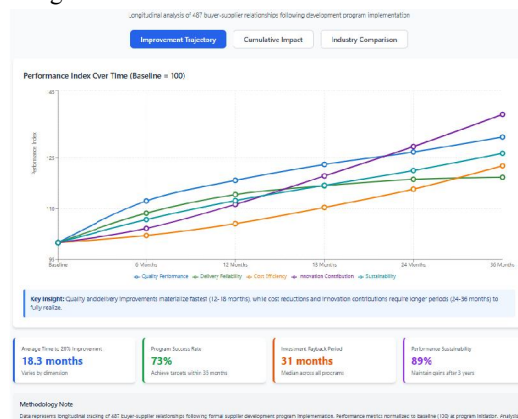 Longitudinal analysis of 487 buyer-supplier relationships following development program implementation
Improvement Trajectory
Cumulative Impact
Industry Comparison
Performance Index Over Time (Baseline = 100)
Performance Index
Baseline
6 Months
12 Months
18 Months
24 Months
36 Months
Quality Performance
Delivery Reliability
Cost Efficiency
Innovation Contribution
Sustainability
Key Insight: Quality and delivery improvements materialize fastest (12-18 months), while cost reductions and innovation contributions require longer periods (24-36 months) to
fully realize.
Average Time to 20% Improvement
18.3 months
Varies by dimension
Program Success Rate
73%
Achieve targets within 35 months
Investment Payback Period
31 months
Median across all programs
Performance Sustainability
89%
Maintain gains after 3 years
Methodology Note
Data represents longitudinal tracking of 487 buyer-supplier relationships following formal supplier development program implementation. Performance metrics normalized to baseline (100) at program initiation.